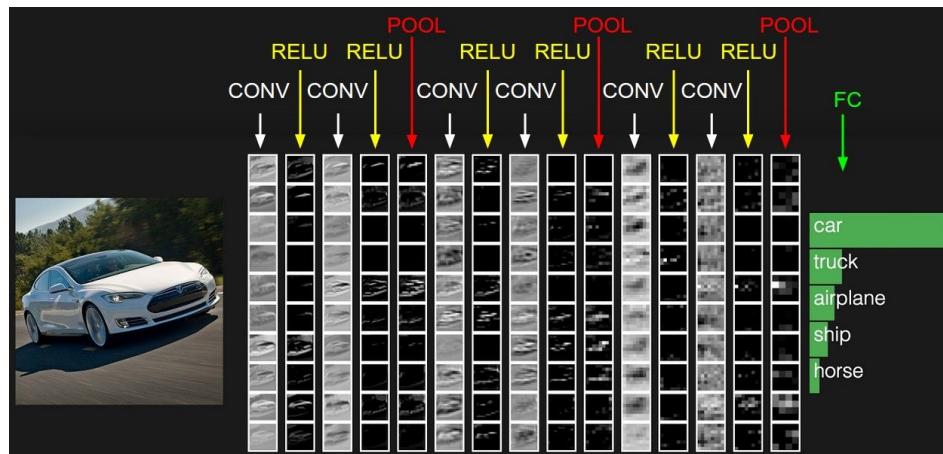 POOL POOL POOL
RELU RELU RELU RELU RELU RELU
CONV CONV CONV CONV CONV CONV
FC
car
truck
airplane
ship
horse